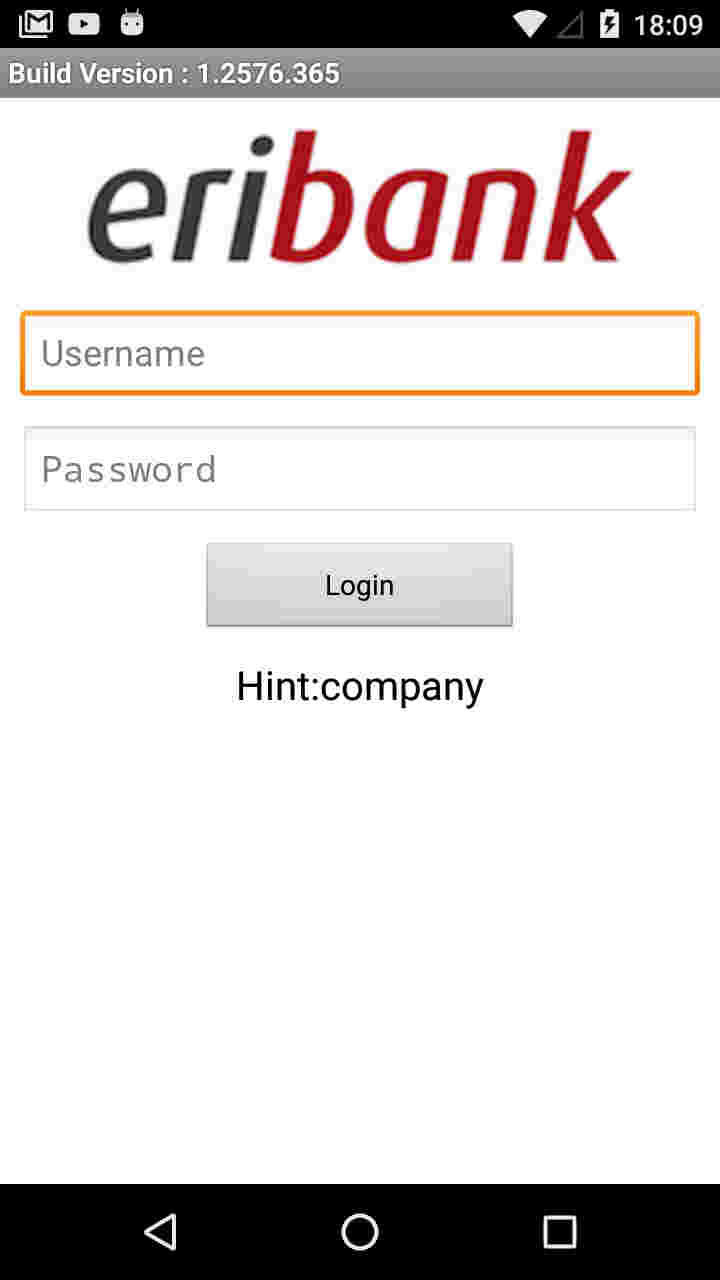 18:09
Build Version : 1.2576.365
eribank
Username
Password
Login
Hint:company